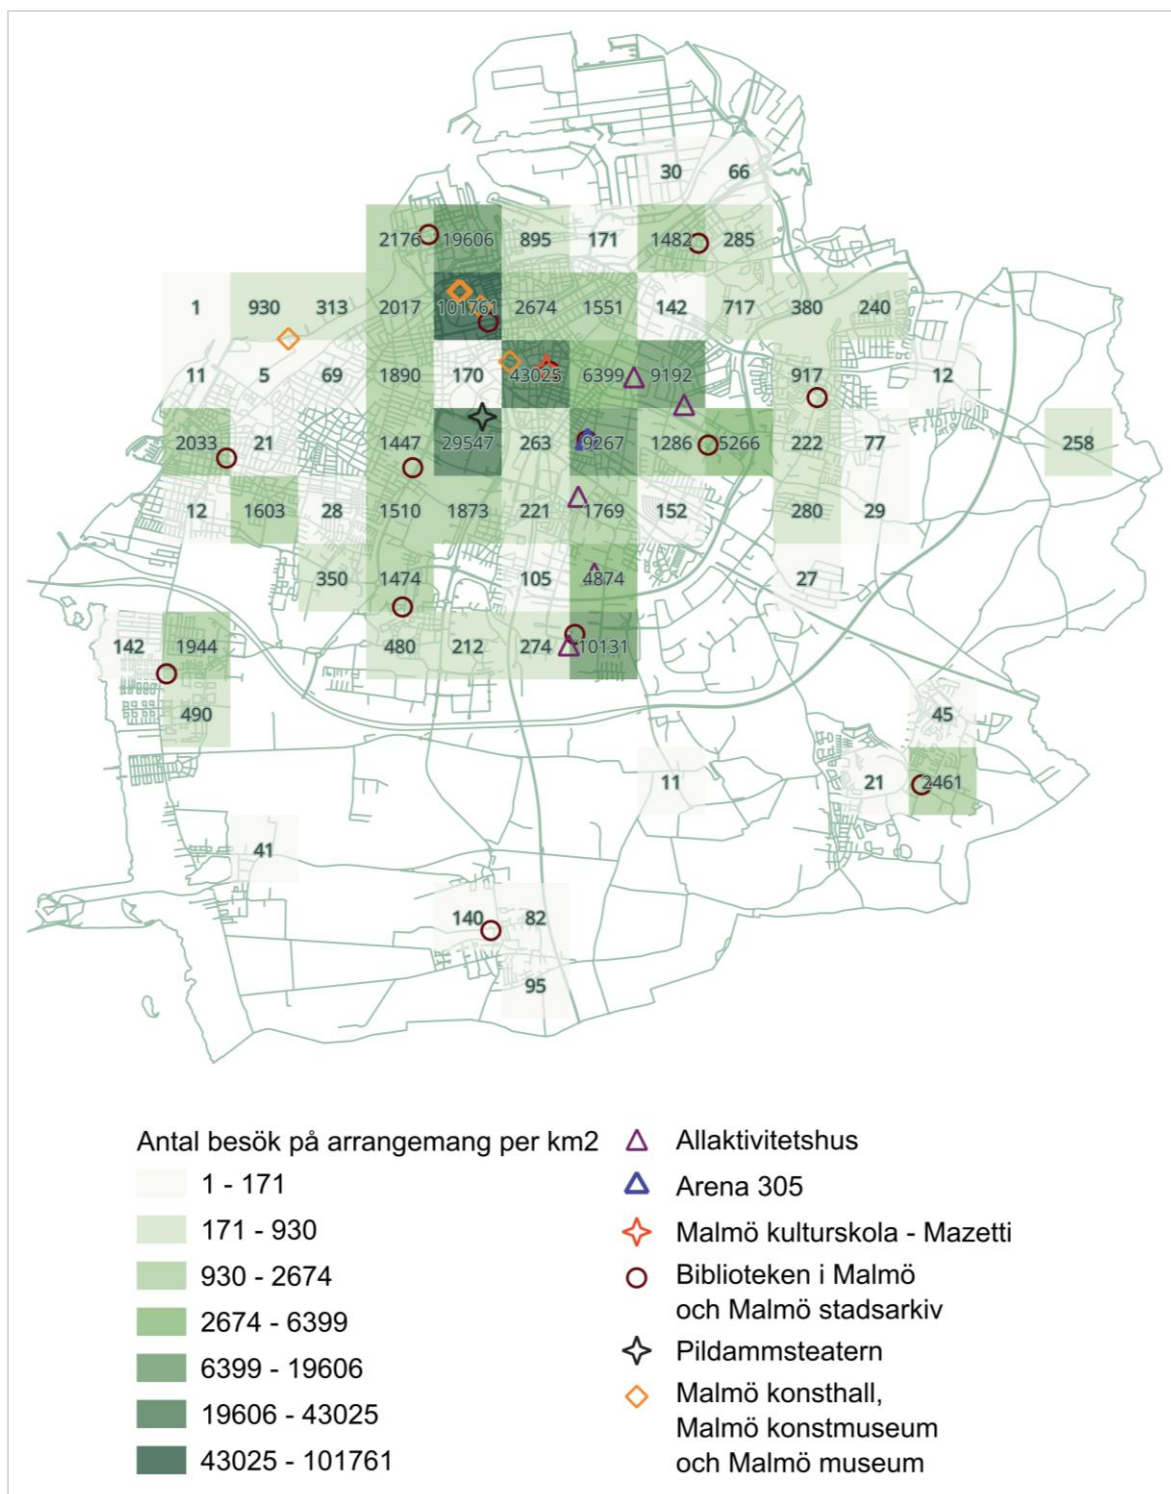 30 66
2176 19606 895 171 1482 285
1 930 313 2017 101761 2674 1551 142 717 380 240
11 5 69 1890 170 43025 6399 9192 917 12
2033 21 1447 29547 263 9267 1286 5266 222 77 258
12 1603 28 1510 1873 221 1769 152 280 29
350 1474 105 4874 27
142 1944 480 212 274 10131
490 45
11 21 2461
41
140 82
95
Antal besök på arrangemang per km2
1 - 171
171 - 930
930 - 2674
2674 - 6399
6399 - 19606
19606 - 43025
43025 - 101761
Allaktivitetshus
Arena 305
Malmö kulturskola - Mazetti
Biblioteken i Malmö
och Malmö stadsarkiv
Pildammsteatern
Malmö konsthall,
Malmö konstmuseum
och Malmö museum